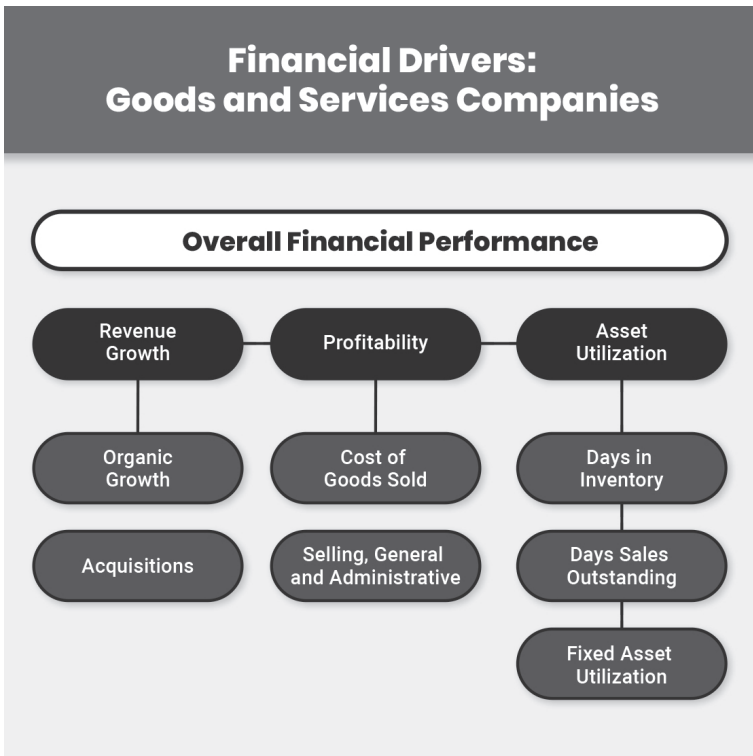 Financial Drivers:
Goods and Services Companies
Overall Financial Performance
Revenue
Growth
Profitability
Asset
Utilization
Organic
Growth
Cost of
Goods Sold
Days in
Inventory
Acquisitions
Selling, General
and Administrative
Days Sales
Outstanding
Fixed Asset
Utilization